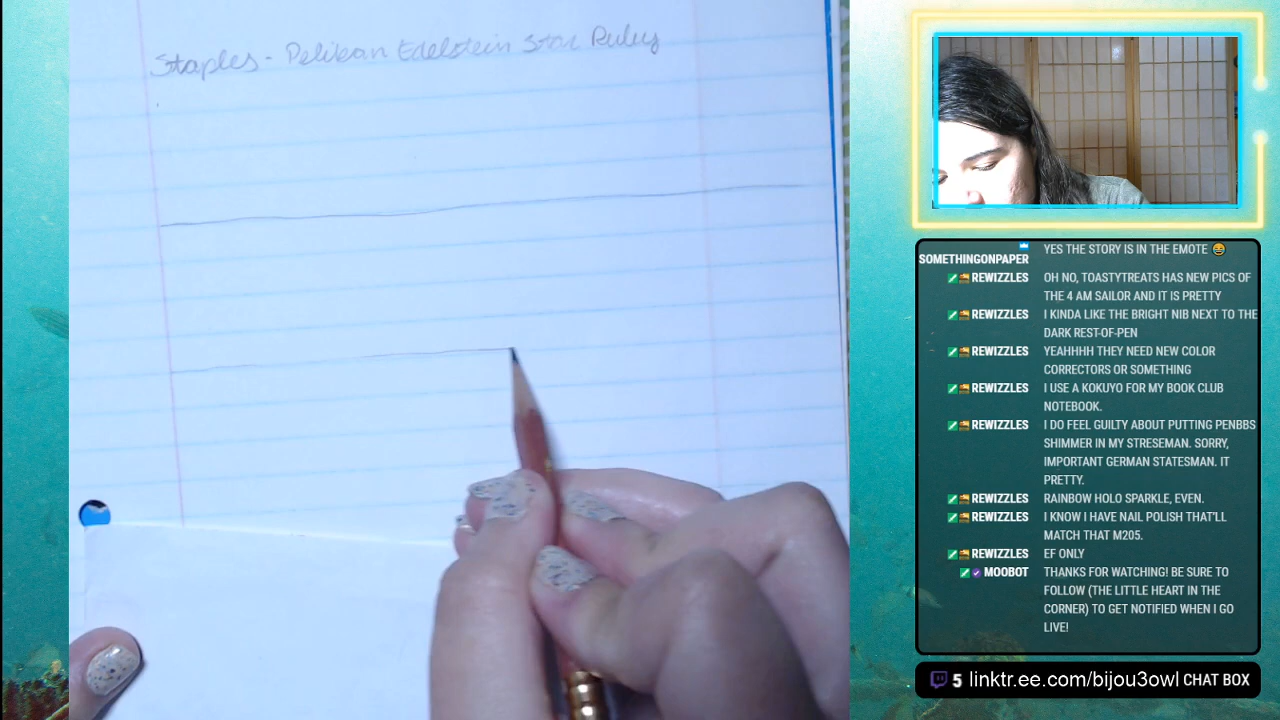 Staples - Pelikan Edelstein Star Ruby
SOMETHINGONPAPER YES THE STORY IS IN THE EMOTE 😂
REWIZZLES OH NO, TOASTYTREATS HAS NEW PICS OF
THE 4 AM SAILOR AND IT IS PRETTY
REWIZZLES I KINDA LIKE THE BRIGHT NIB NEXT TO THE
DARK REST-OF-PEN
REWIZZLES YEAHHHH THEY NEED NEW COLOR
CORRECTORS OR SOMETHING
REWIZZLES I USE A KOKUYO FOR MY BOOK CLUB
NOTEBOOK.
REWIZZLES I DO FEEL GUILTY ABOUT PUTTING PENBBS
SHIMMER IN MY STRESEMAN. SORRY,
IMPORTANT GERMAN STATESMAN. IT
PRETTY.
REWIZZLES RAINBOW HOLO SPARKLE, EVEN.
REWIZZLES I KNOW I HAVE NAIL POLISH THAT'LL
MATCH THAT M205.
REWIZZLES EF ONLY
MOOBOT THANKS FOR WATCHING! BE SURE TO
FOLLOW (THE LITTLE HEART IN THE
CORNER) TO GET NOTIFIED WHEN I GO
LIVE!
5 linktr.ee.com/bijou3owl CHAT BOX